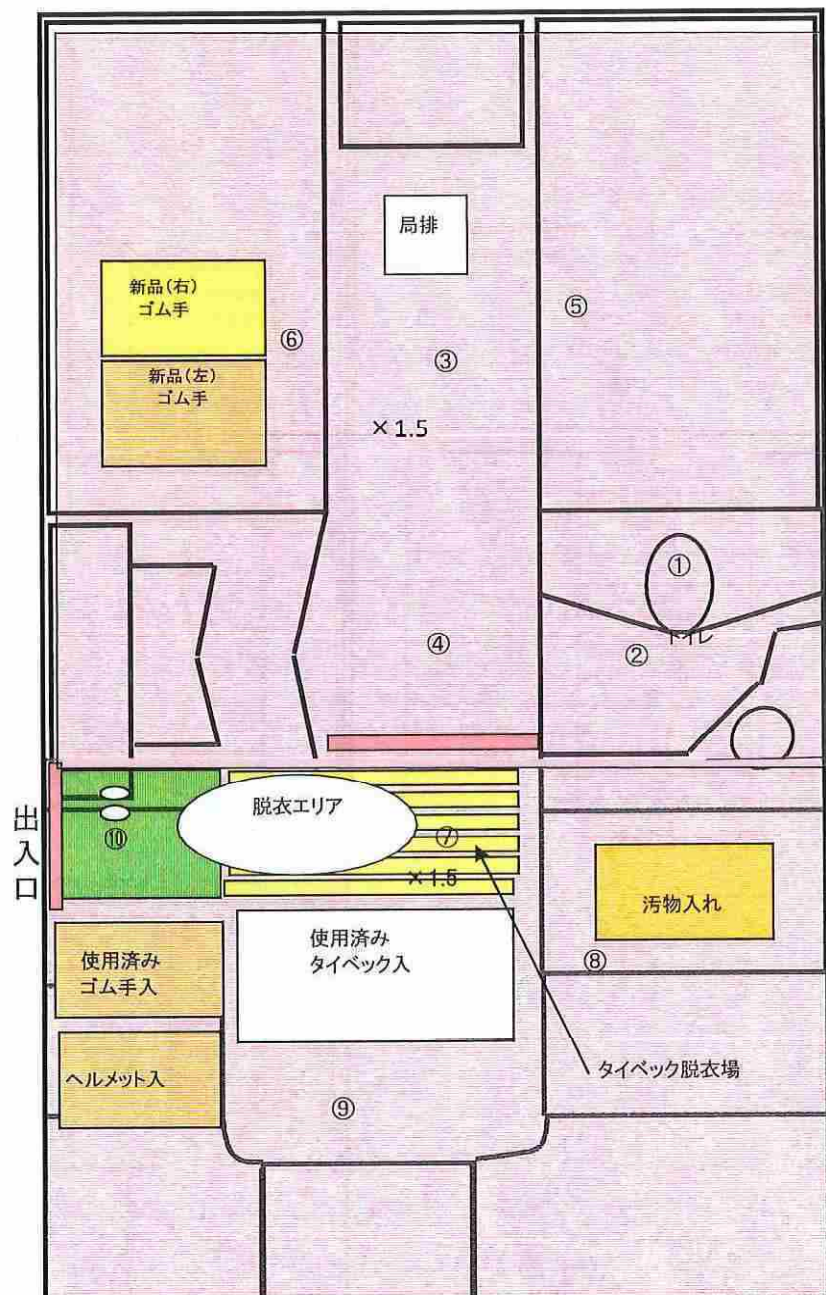 局排
新品(右)
ゴム手
⑤
⑥
③
新品(左)
ゴム手
×1.5
①
トイレ
④
②
出入口
脱衣エリア
⑦
⑩
×1.5
汚物入れ
使用済み
タイベック入
使用済み
ゴム手入
⑧
タイベック脱衣場
ヘルメット入
⑨